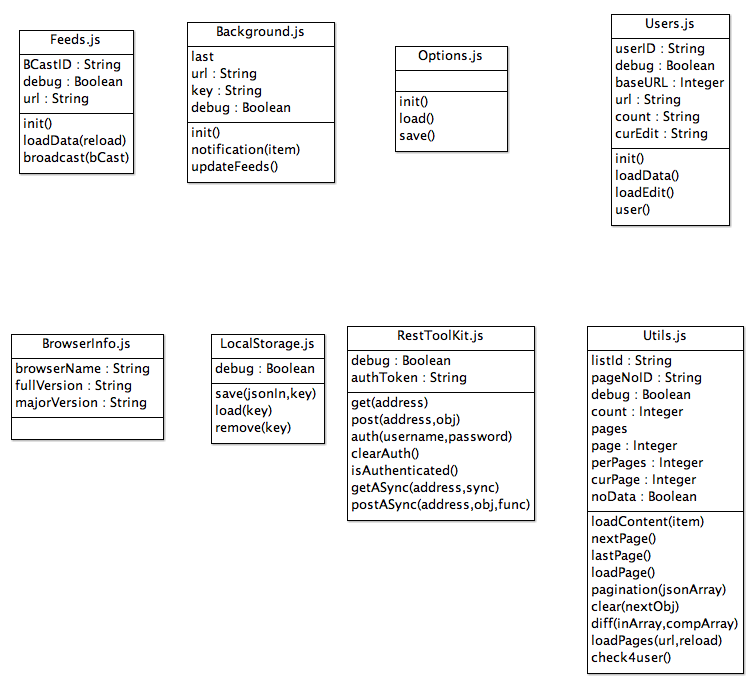 Feeds.js
BCastID : String
debug : Boolean
url : String
init()
loadData(reload)
broadcast(bCast)
Background.js
last
url : String
key : String
debug : Boolean
init()
notification(item)
updateFeeds()
Options.js
init()
load()
save()
Users.js
userID : String
debug : Boolean
baseURL : Integer
url : String
count : String
curEdit : String
init()
loadData()
loadEdit()
user()
BrowserInfo.js
browserName : String
fullVersion : String
majorVersion : String
LocalStorage.js
debug : Boolean
save(jsonIn,key)
load(key)
remove(key)
RestToolKit.js
debug : Boolean
authToken : String
get(address)
post(address,obj)
auth(username,password)
clearAuth()
isAuthenticated()
getASync(address,sync)
postASync(address,obj,func)
Utils.js
listId : String
pageNoID : String
debug : Boolean
count : Integer
pages
page : Integer
perPages : Integer
curPage : Integer
noData : Boolean
loadContent(item)
nextPage()
lastPage()
loadPage()
pagination(jsonArray)
clear(nextObj)
diff(inArray,compArray)
loadPages(url,reload)
check4user()